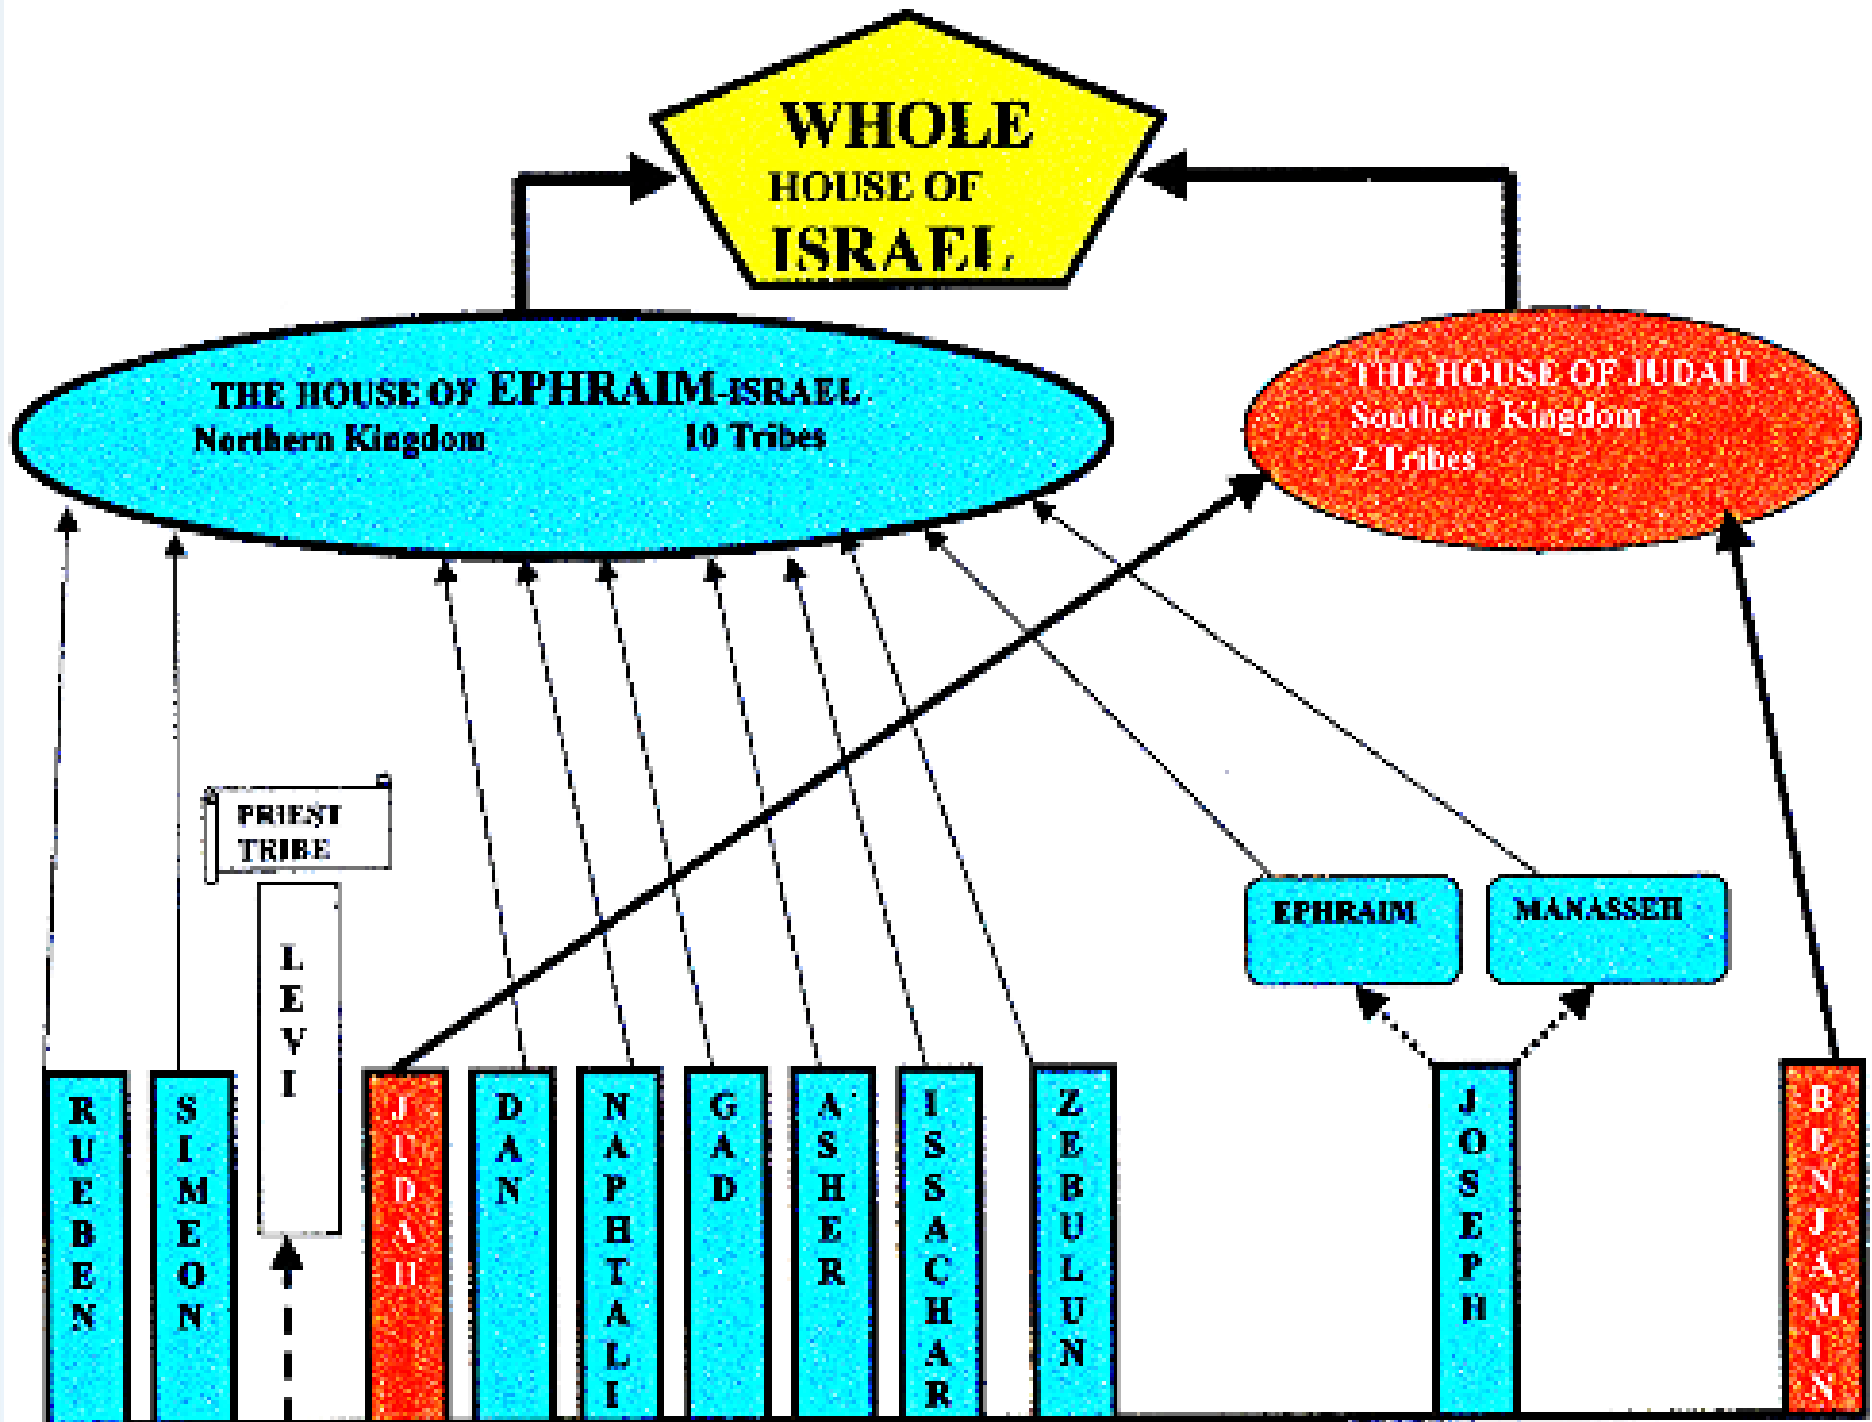 WHOLE
HOUSE OF
ISRAEL
THE HOUSE OF EPHRAIM-ISRAEL
Northern Kingdom 10 Tribes
THE HOUSE OF JUDAH
Southern Kingdom
2 Tribes
PRIEST
TRIBE
EPHRAIM
MANASSEH
RUEBEN
SIMEON
LEVI
JUDAH
DAN
NAPHTALI
GAD
ASHER
ISSACHAR
ZEBULUN
JOSEPH
BENJAMIN